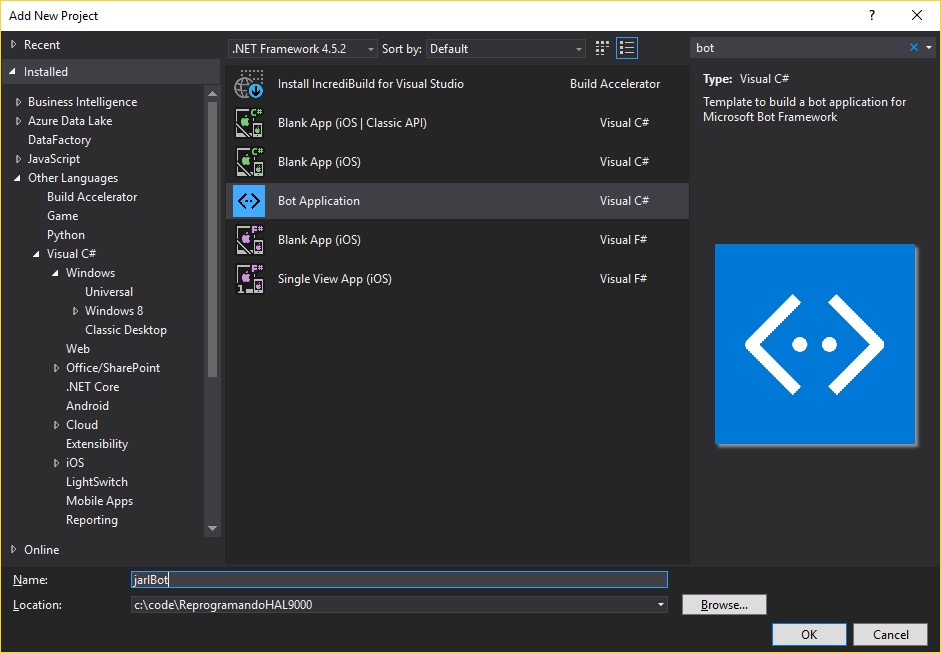 Add New Project
?
Recent
Installed
Business Intelligence
Azure Data Lake
DataFactory
JavaScript
Other Languages
Build Accelerator
Game
Python
Visual C#
Windows
Universal
Windows 8
Classic Desktop
Web
Office/SharePoint
.NET Core
Android
Cloud
Extensibility
iOS
LightSwitch
Mobile Apps
Reporting
Online
.NET Framework 4.5.2 Sort by: Default
Install IncrediBuild for Visual Studio Build Accelerator
C# Blank App (iOS | Classic API) Visual C#
C# Blank App (iOS) Visual C#
Bot Application Visual C#
F# Blank App (iOS) Visual F#
F# 1 Single View App (iOS) Visual F#
bot
Type: Visual C#
Template to build a bot application for
Microsoft Bot Framework
Name: jarlBot
Location: c:\code\ReprogramandoHAL9000 Browse...
OK Cancel